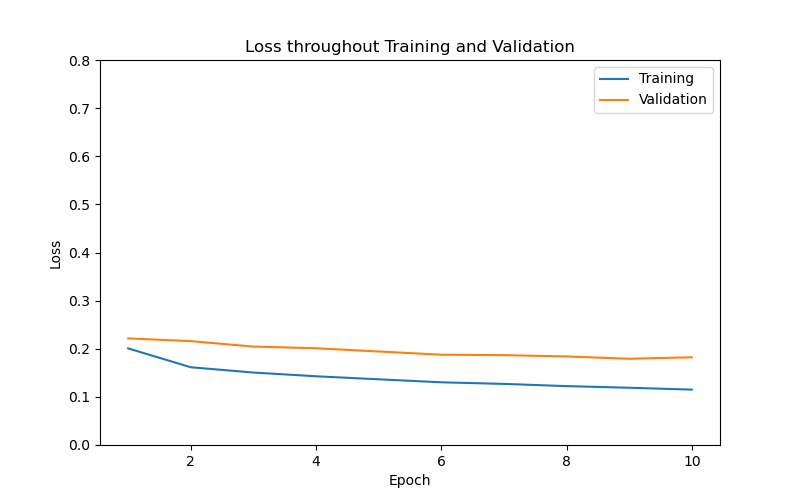 Loss throughout Training and Validation
Training
Validation
0.8
0.7
0.6
0.5
0.4
0.3
0.2
0.1
0.0
Loss
2 4 6 8 10
Epoch